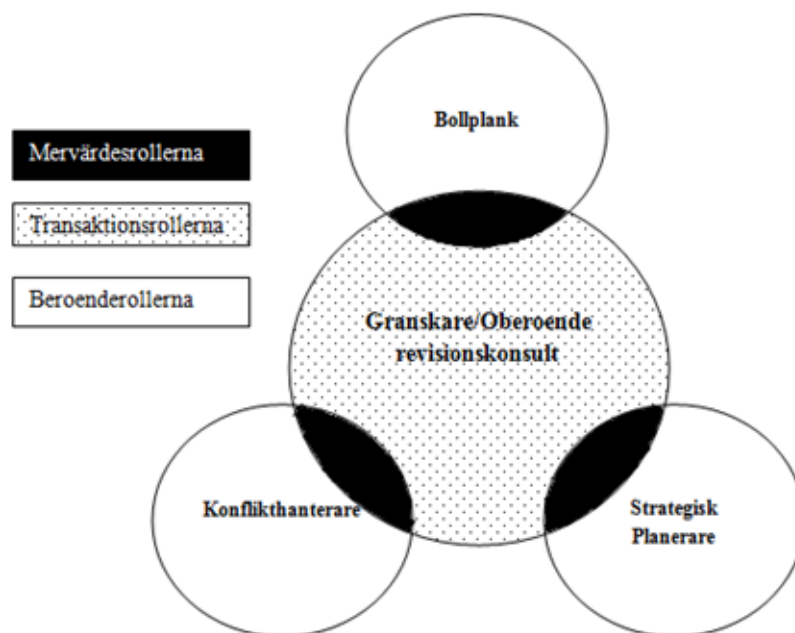 Bollplank
Mervärdesrollerna
Transaktionsrollerna
Beroenderollerna
Granskare/Oberoende
revisionskonsult
Konflikthanterare
Strategisk
Planerare